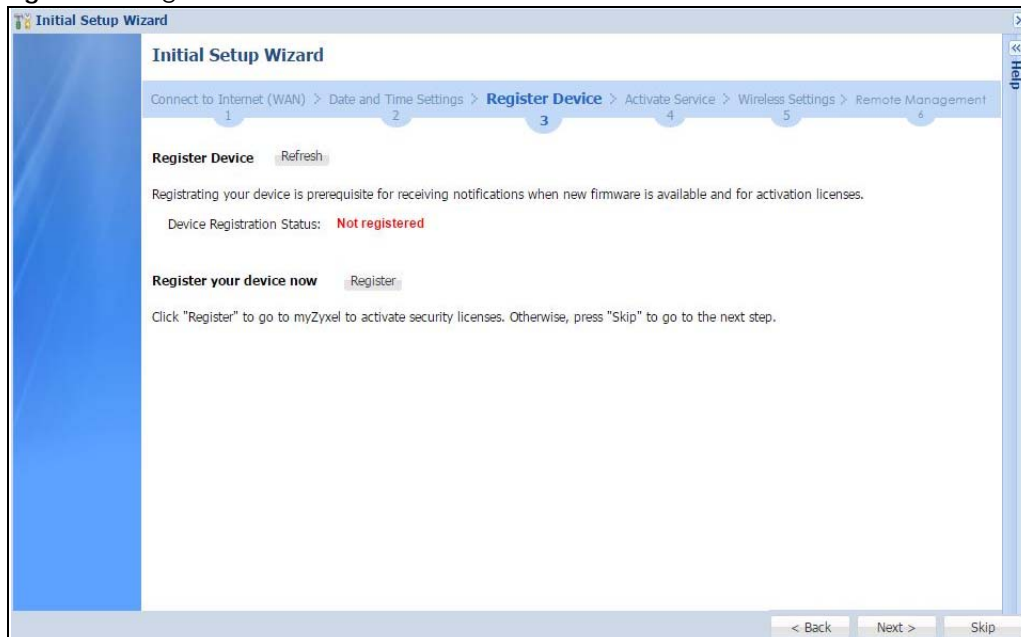 Initial Setup Wizard
Help
Initial Setup Wizard
Connect to Internet (WAN) > Date and Time Settings > Register Device > Activate Service > Wireless Settings > Remote Management
1 2 3 4 5 6
Register Device Refresh
Registrating your device is prerequisite for receiving notifications when new firmware is available and for activation licenses.
Device Registration Status: Not registered
Register your device now Register
Click "Register" to go to myZyxel to activate security licenses. Otherwise, press "Skip" to go to the next step.
< Back Next > Skip